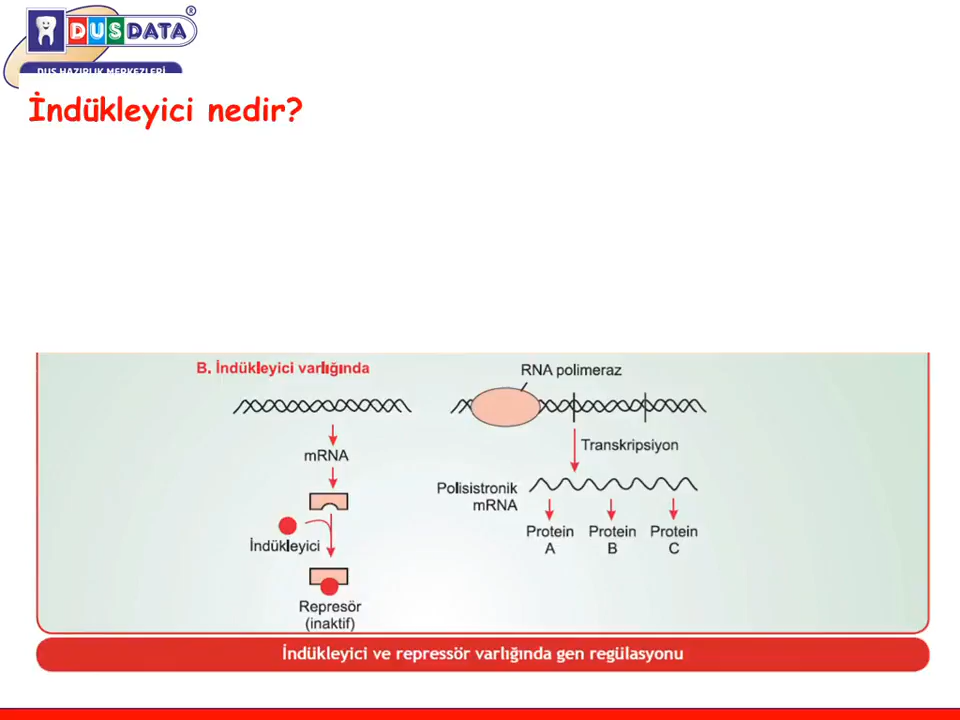 DUSDATA®
DUS HAZIRLIK MERKEZLERİ
İndükleyici nedir?
B. İndükleyici varlığında
RNA polimeraz
mRNA
Transkripsiyon
Polisistronik
mRNA
İndükleyici
Protein
A
Protein
B
Protein
C
Represör
(inaktif)
İndükleyici ve repressör varlığında gen regülasyonu